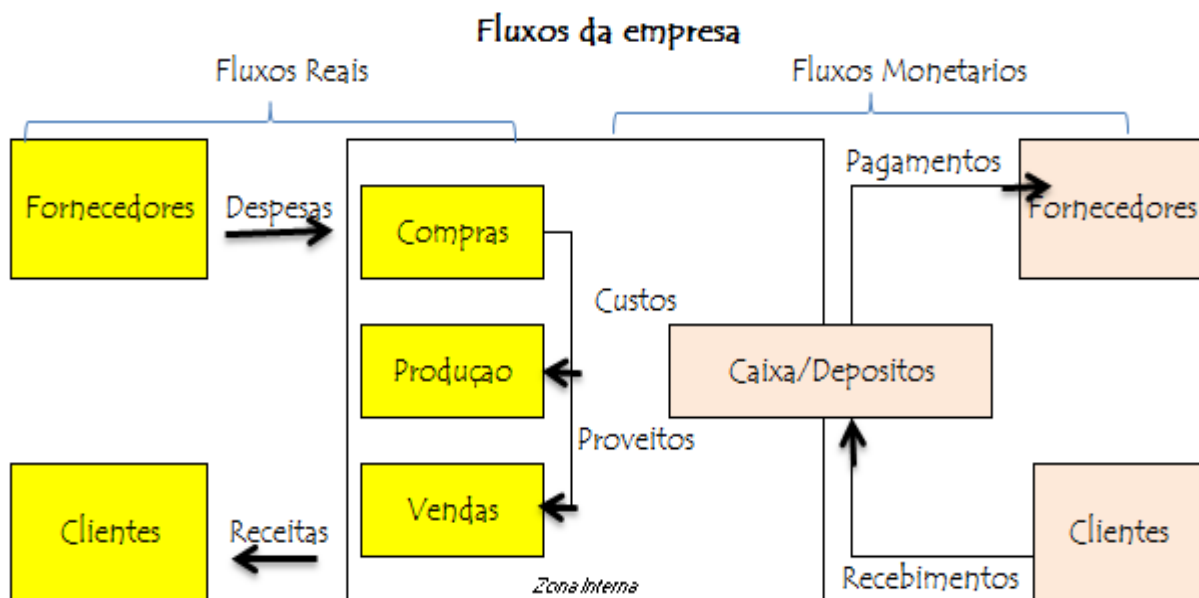 Fluxos da empresa
Fluxos Reais
Fluxos Monetarios
Fornecedores
Despesas
Compras
Pagamentos
Fornecedores
Custos
Produçao
Caixa/Depositos
Proveitos
Clientes
Receitas
Vendas
Clientes
Recebimentos
Zona Interna